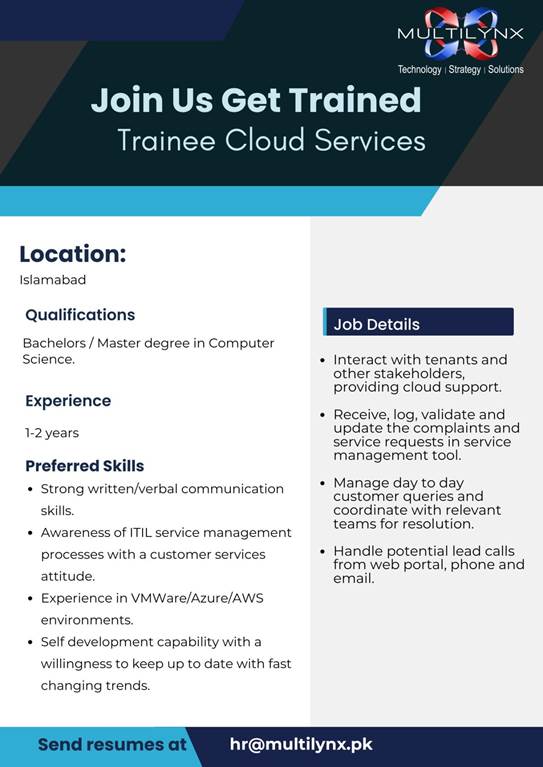 MULTILYNX
Technology | Strategy | Solutions
Join Us Get Trained
Trainee Cloud Services
Location:
Islamabad
Qualifications
Bachelors / Master degree in Computer
Science.
Experience
1-2 years
Preferred Skills
• Strong written/verbal communication
skills.
• Awareness of ITIL service management
processes with a customer services
attitude.
• Experience in VMWare/Azure/AWS
environments.
• Self development capability with a
willingness to keep up to date with fast
changing trends.
Job Details
• Interact with tenants and
other stakeholders,
providing cloud support.
• Receive, log, validate and
update the complaints and
service requests in service
management tool.
• Manage day to day
customer queries and
coordinate with relevant
teams for resolution.
• Handle potential lead calls
from web portal, phone and
email.
Send resumes at hr@multilynx.pk